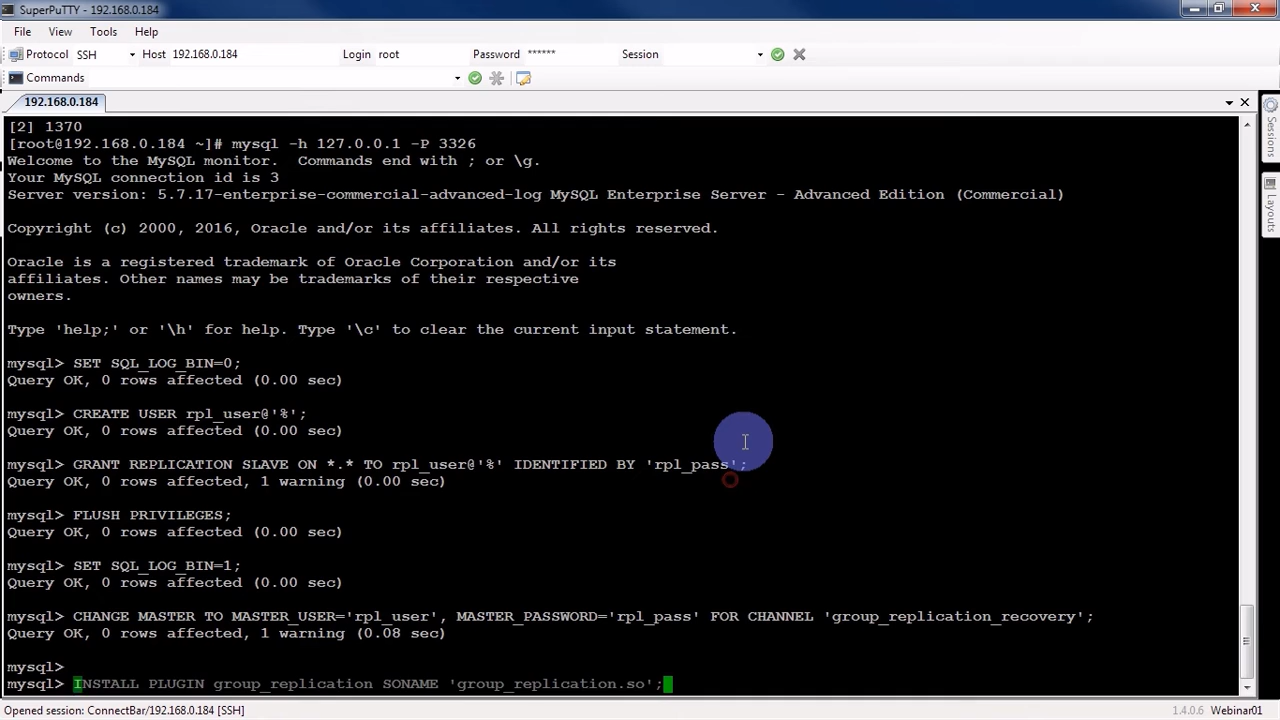 SuperPuTTY - 192.168.0.184
File View Tools Help
Protocol SSH Host 192.168.0.184 Login root Password ****** Session
Commands
192.168.0.184
[2] 1370
[root@192.168.0.184 ~]# mysql -h 127.0.0.1 -P 3326
Welcome to the MySQL monitor.  Commands end with ; or \g.
Your MySQL connection id is 3
Server version: 5.7.17-enterprise-commercial-advanced-log MySQL Enterprise Server - Advanced Edition (Commercial)
Copyright (c) 2000, 2016, Oracle and/or its affiliates. All rights reserved.
Oracle is a registered trademark of Oracle Corporation and/or its
affiliates. Other names may be trademarks of their respective
owners.
Type 'help;' or '\h' for help. Type '\c' to clear the current input statement.
mysql> SET SQL_LOG_BIN=0;
Query OK, 0 rows affected (0.00 sec)
mysql> CREATE USER rpl_user@'%';
Query OK, 0 rows affected (0.00 sec)
mysql> GRANT REPLICATION SLAVE ON *.* TO rpl_user@'%' IDENTIFIED BY 'rpl_pass';
Query OK, 0 rows affected, 1 warning (0.00 sec)
mysql> FLUSH PRIVILEGES;
Query OK, 0 rows affected (0.00 sec)
mysql> SET SQL_LOG_BIN=1;
Query OK, 0 rows affected (0.00 sec)
mysql> CHANGE MASTER TO MASTER_USER='rpl_user', MASTER_PASSWORD='rpl_pass' FOR CHANNEL 'group_replication_recovery';
Query OK, 0 rows affected, 1 warning (0.08 sec)
mysql>
mysql> INSTALL PLUGIN group_replication SONAME 'group_replication.so';
Sessions
Layouts
Opened session: ConnectBar/192.168.0.184 [SSH]
1.4.0.6 Webinar01